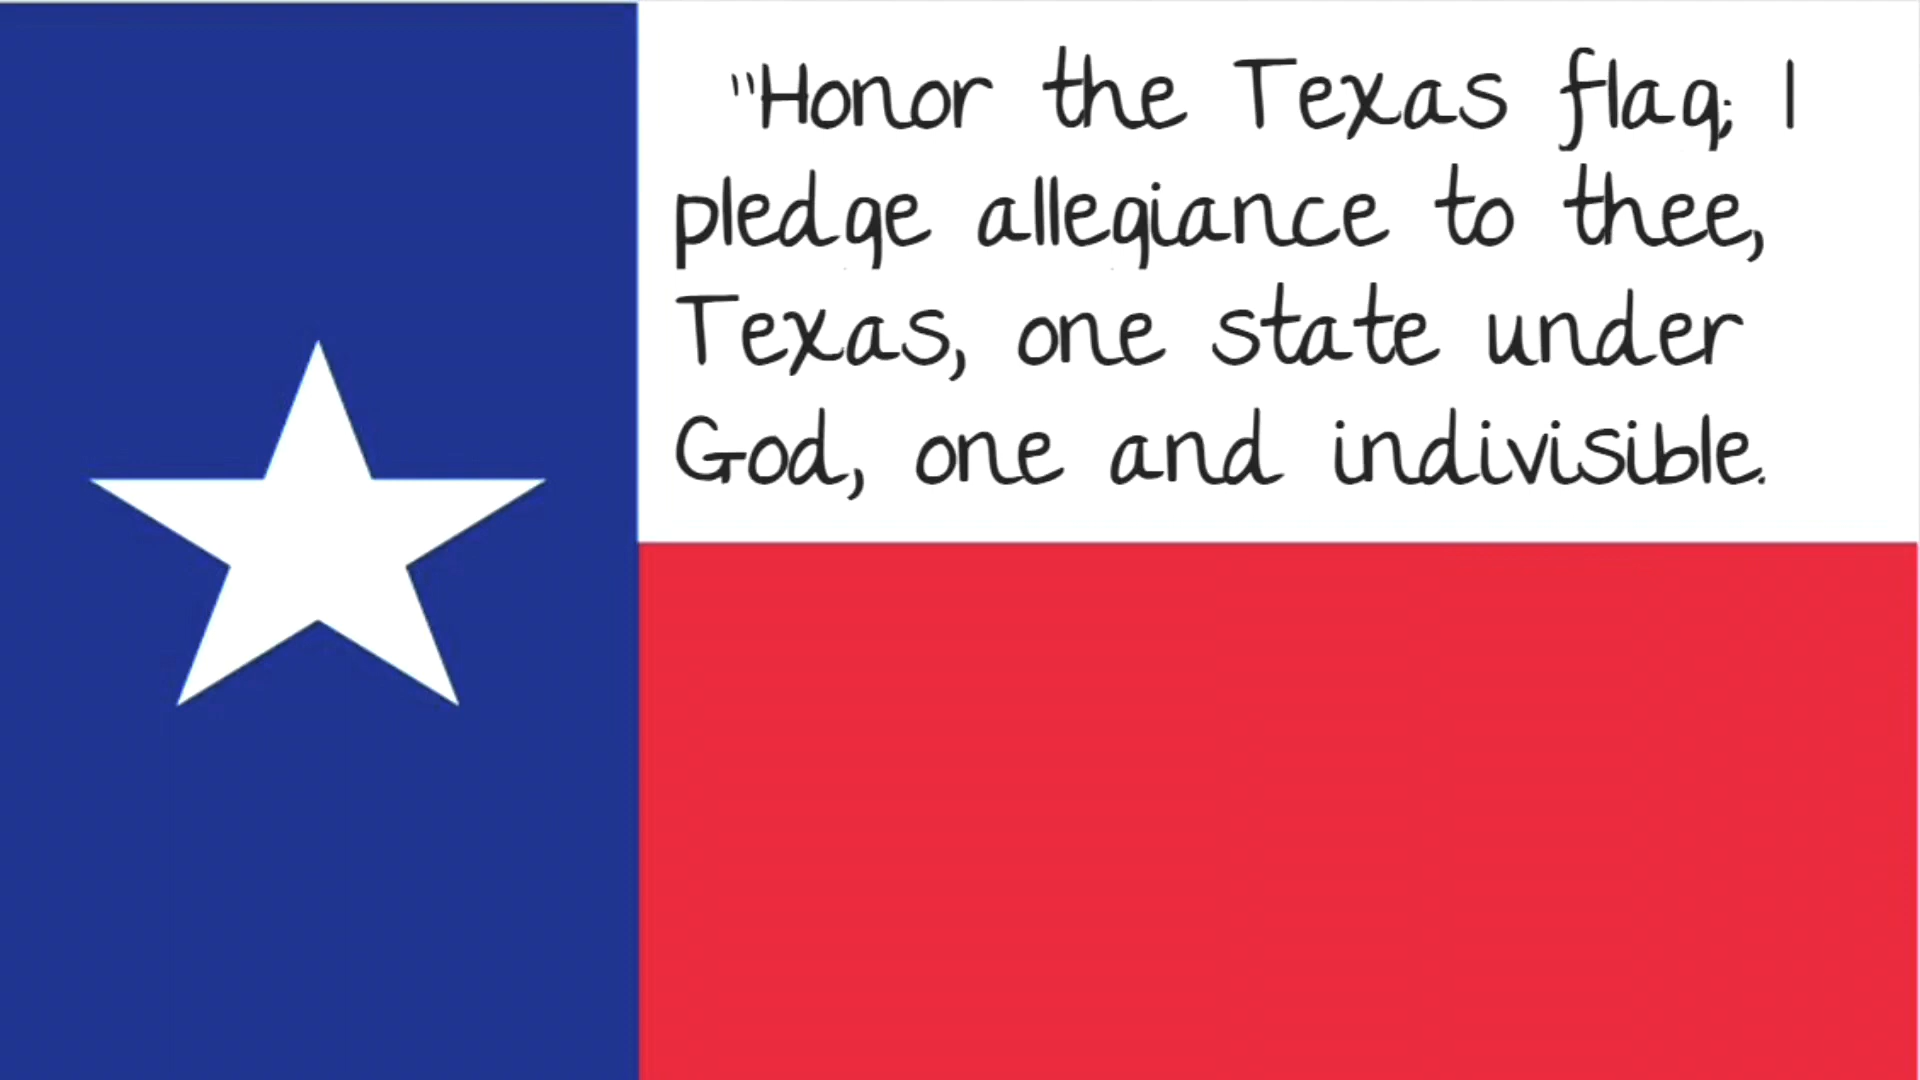 "Honor the Texas flag; I
pledge allegiance to thee,
Texas, one state under
God, one and indivisible.